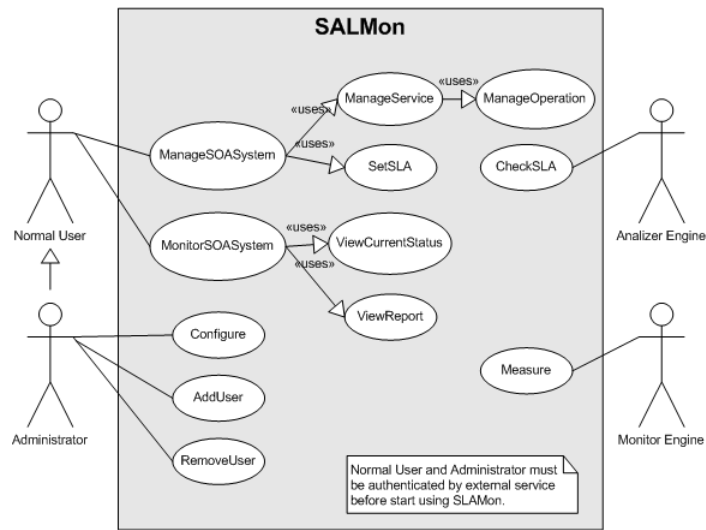 SALMon
«uses»
ManageService
ManageOperation
«uses»
«uses»
ManageSOASystem
SetSLA
CheckSLA
Normal User
Analizer Engine
«uses»
MonitorSOASystem
ViewCurrentStatus
«uses»
ViewReport
Configure
Measure
AddUser
Administrator
Monitor Engine
RemoveUser
Normal User and Administrator must
be authenticated by external service
before start using SLAMon.